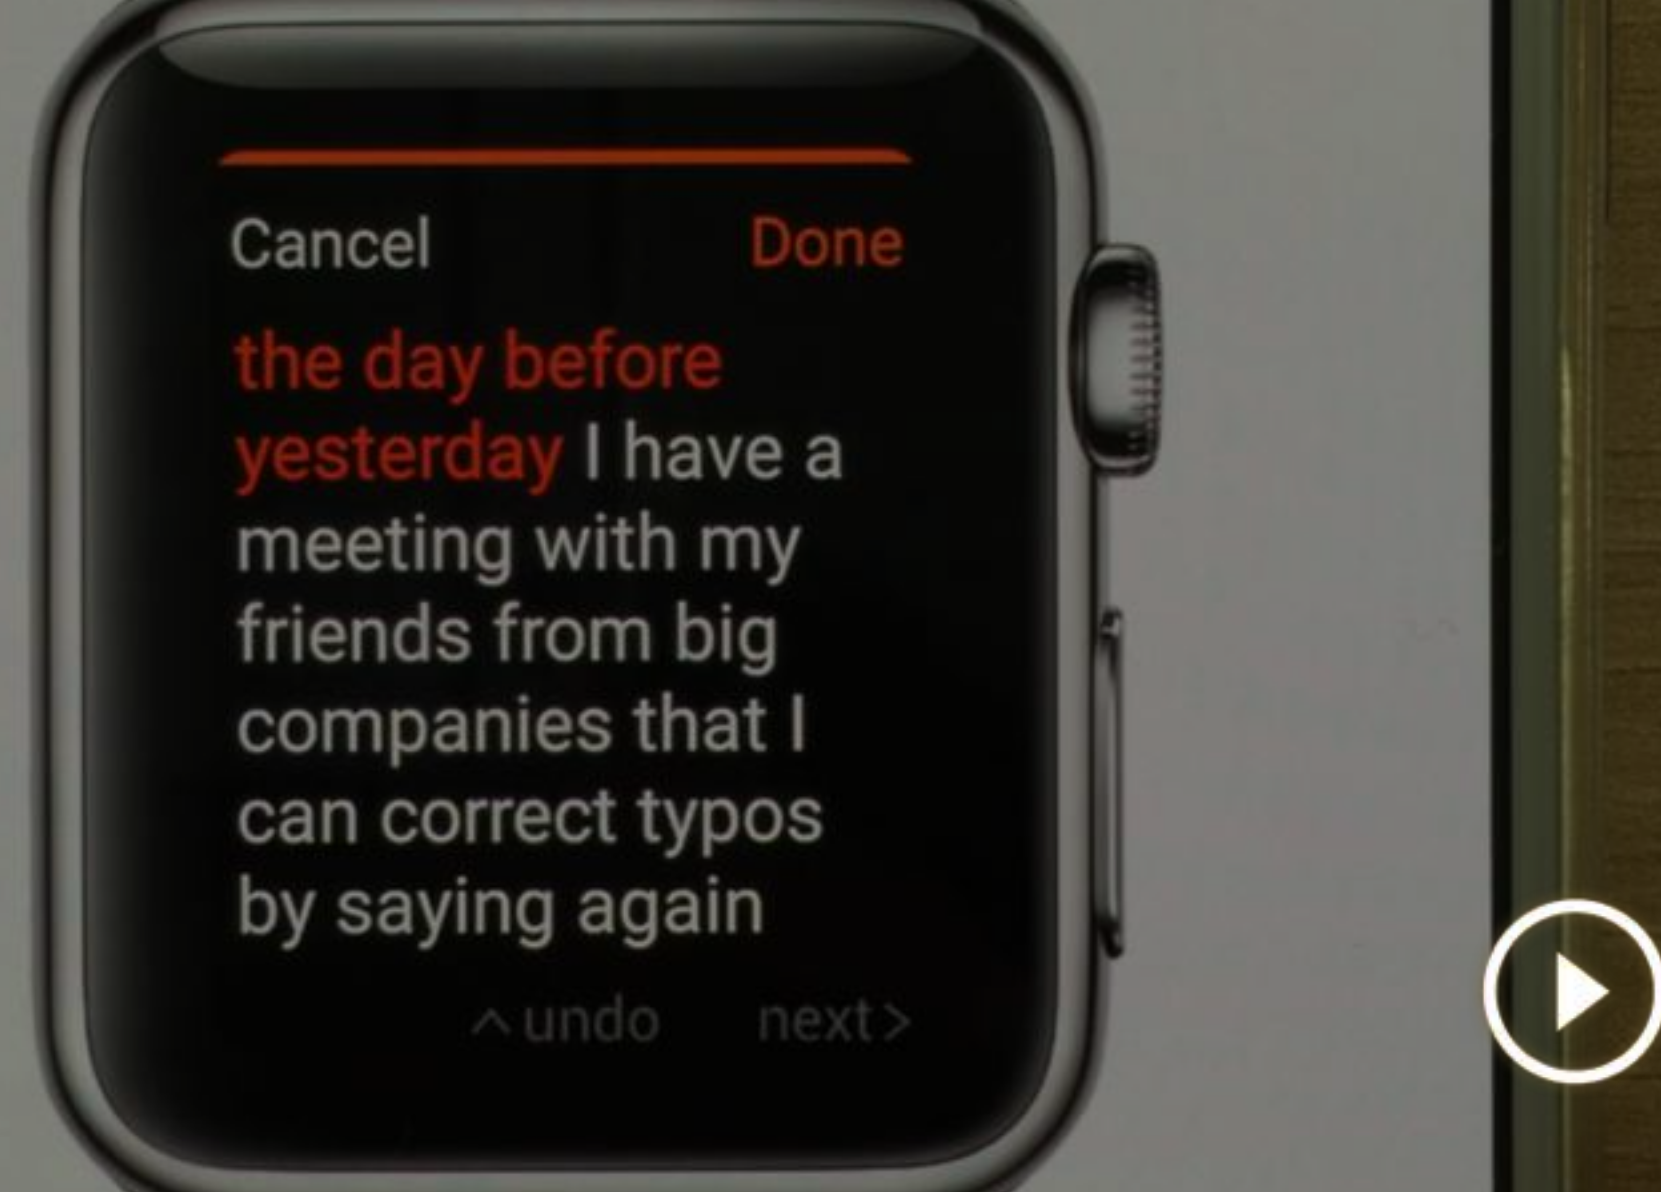 Cancel Done
the day before
yesterday I have a
meeting with my
friends from big
companies that I
can correct typos
by saying again
^ undo next >